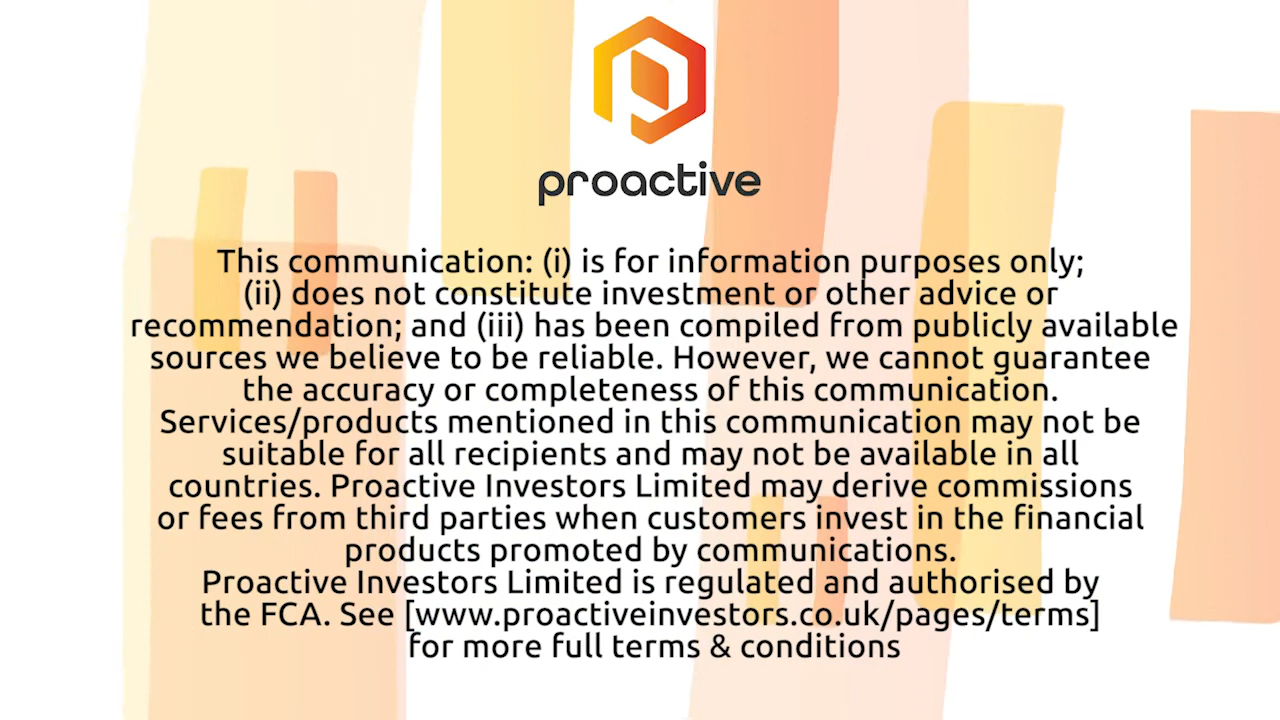 proactive
This communication: (i) is for information purposes only;
(ii) does not constitute investment or other advice or
recommendation; and (iii) has been compiled from publicly available
sources we believe to be reliable. However, we cannot guarantee
the accuracy or completeness of this communication.
Services/products mentioned in this communication may not be
suitable for all recipients and may not be available in all
countries. Proactive Investors Limited may derive commissions
or fees from third parties when customers invest in the financial
products promoted by communications.
Proactive Investors Limited is regulated and authorised by
the FCA. See [www.proactiveinvestors.co.uk/pages/terms]
for more full terms & conditions